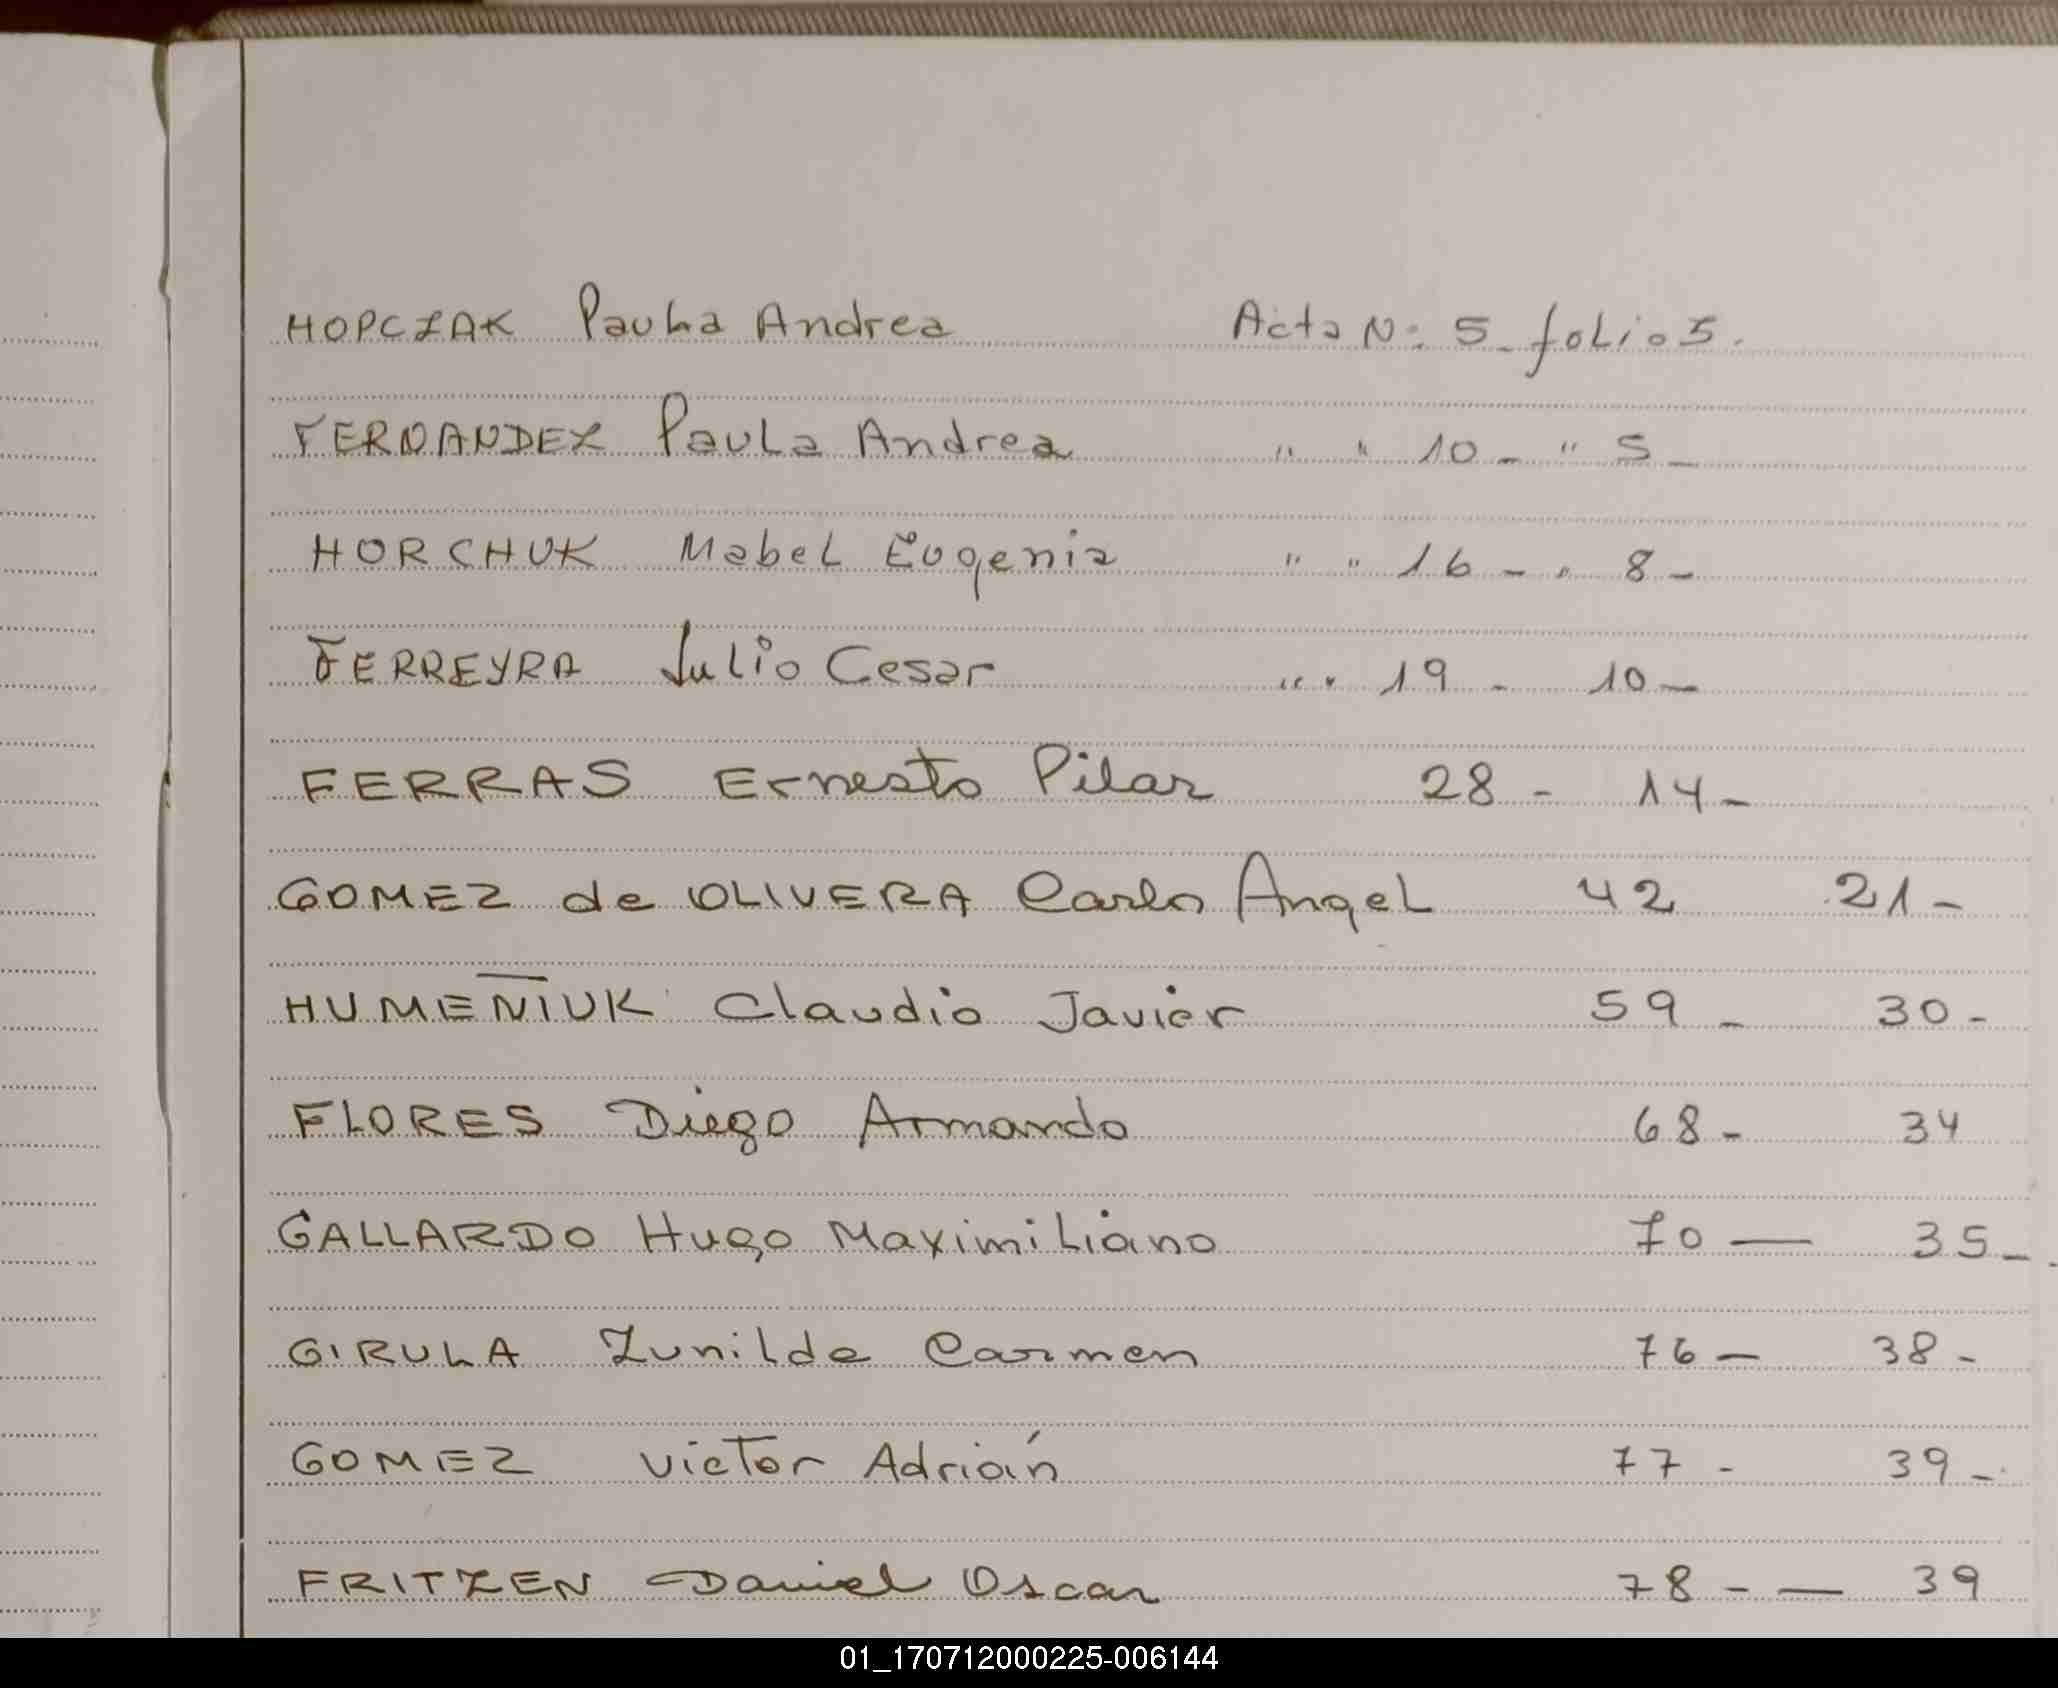 HOPCZAK Paula Andrea Acta N: 5 - folio 5.
FERNANDEZ Paula Andrea " " 10 - " 5 -
HORCHUK Mabel Eugenia " " 16 - " 8 -
FERREYRA Julio Cesar " " 19 - 10 -
FERRAS Ernesto Pilar 28 - 14 -
GOMEZ de OLIVERA Carlos Angel 42 21 -
HUMENIUK Claudio Javier 59 - 30 -
FLORES Diego Armando 68 - 34
GALLARDO Hugo Maximiliano 70 — 35 -
GIRULA Zunilda Carmen 76 - 38 -
GOMEZ Victor Adrián 77 - 39 -
FRITZEN Daniel Oscar 78 - — 39
01_170712000225-006144